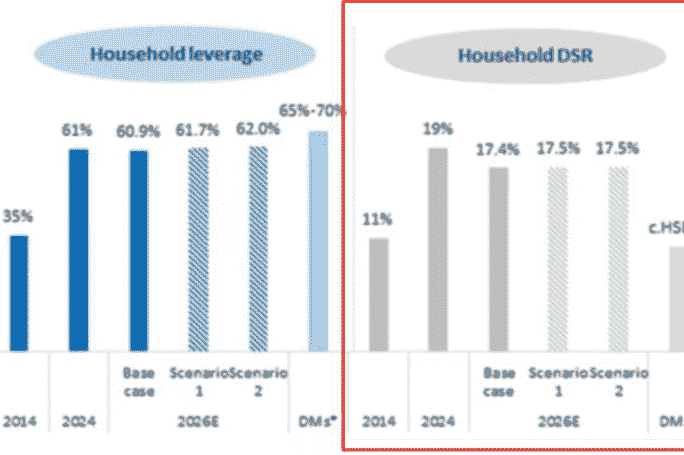 Household leverage
65%-70%
61%
60.9%
61.7%
62.0%
35%
Base case
Scenario 1
Scenario 2
2014
2024
2026E
DMs*
Household DSR
19%
17.4%
17.5%
17.5%
11%
Base case
Scenario 1
Scenario 2
2014
2024
2026E